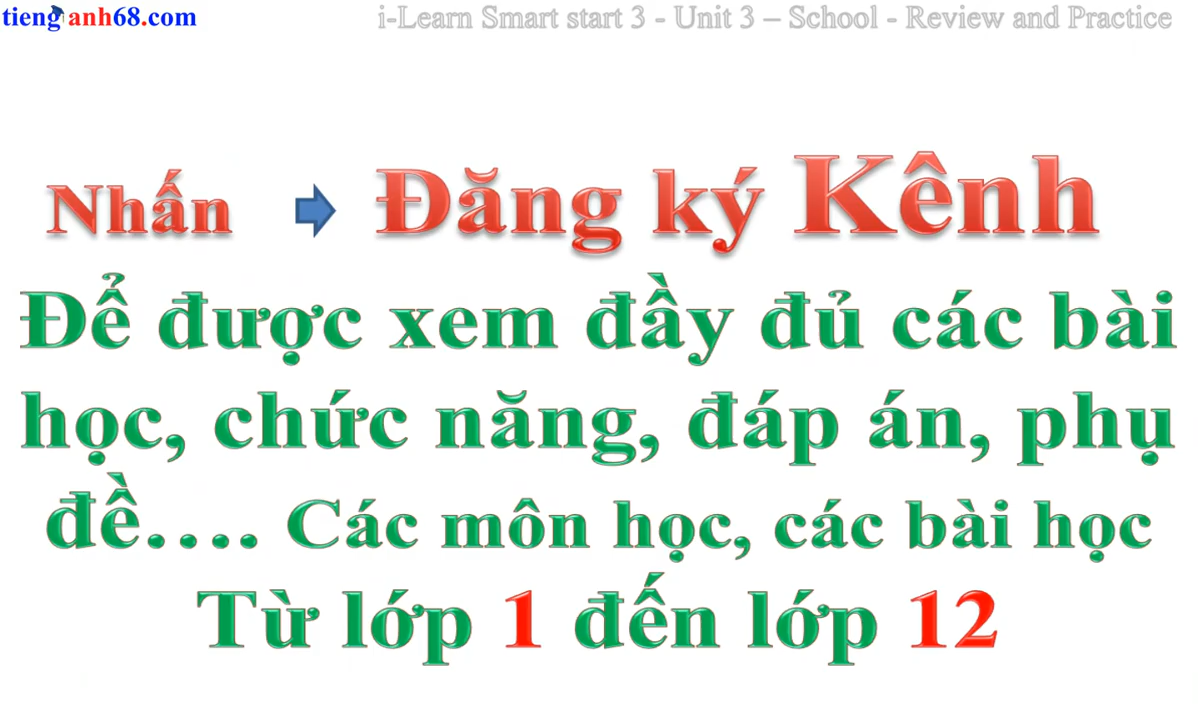 tienganh68.com
i-Learn Smart start 3 - Unit 3 – School - Review and Practice
Nhấn Đăng ký Kênh
Để được xem đầy đủ các bài
học, chức năng, đáp án, phụ
đề…. Các môn học, các bài học
Từ lớp 1 đến lớp 12